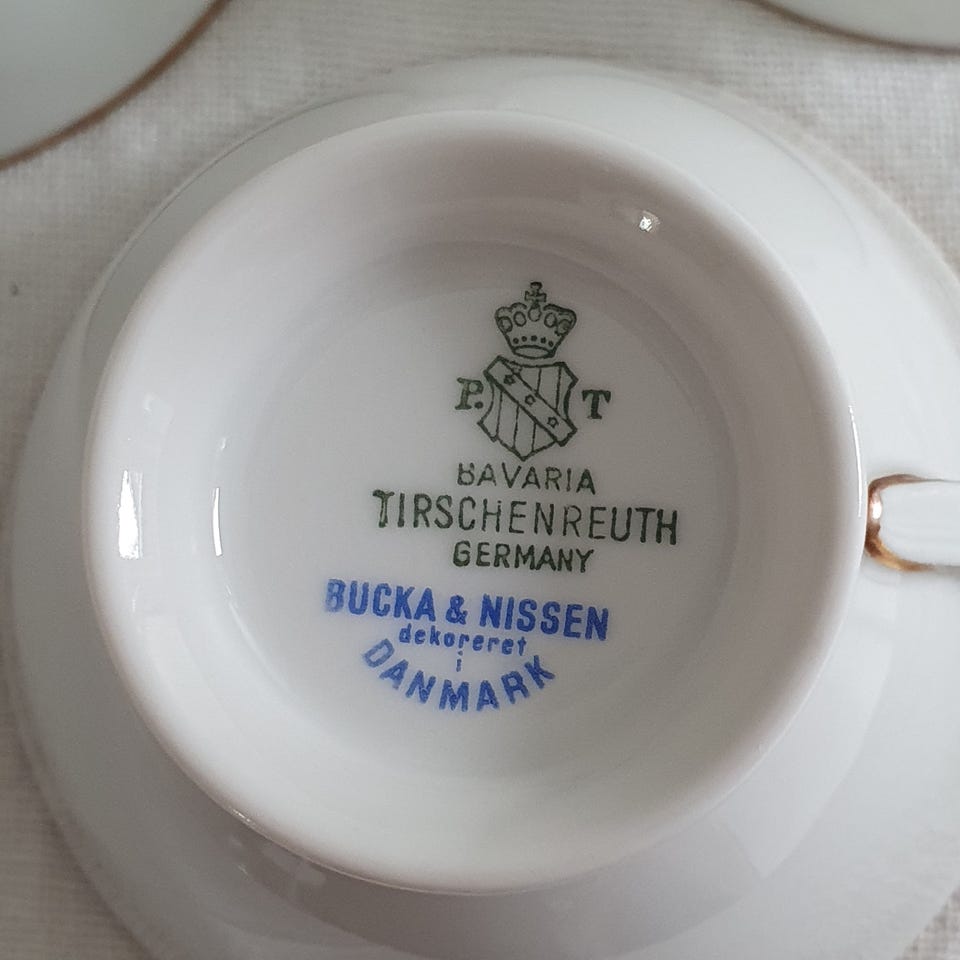 P. T
BAVARIA
TIRSCHENREUTH
GERMANY
BUCKA & NISSEN
dekoreret
i
DANMARK